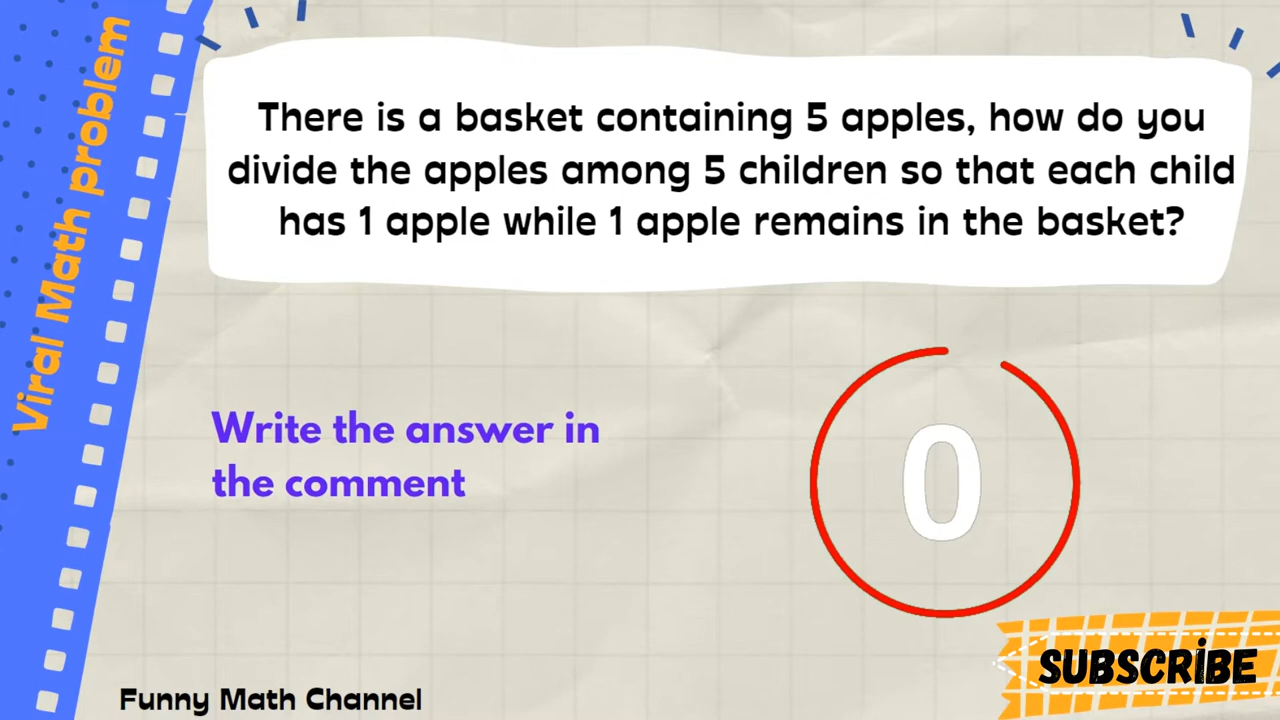 Viral Math problem
There is a basket containing 5 apples, how do you
divide the apples among 5 children so that each child
has 1 apple while 1 apple remains in the basket?
Write the answer in
the comment
0
SUBSCRIBE
Funny Math Channel